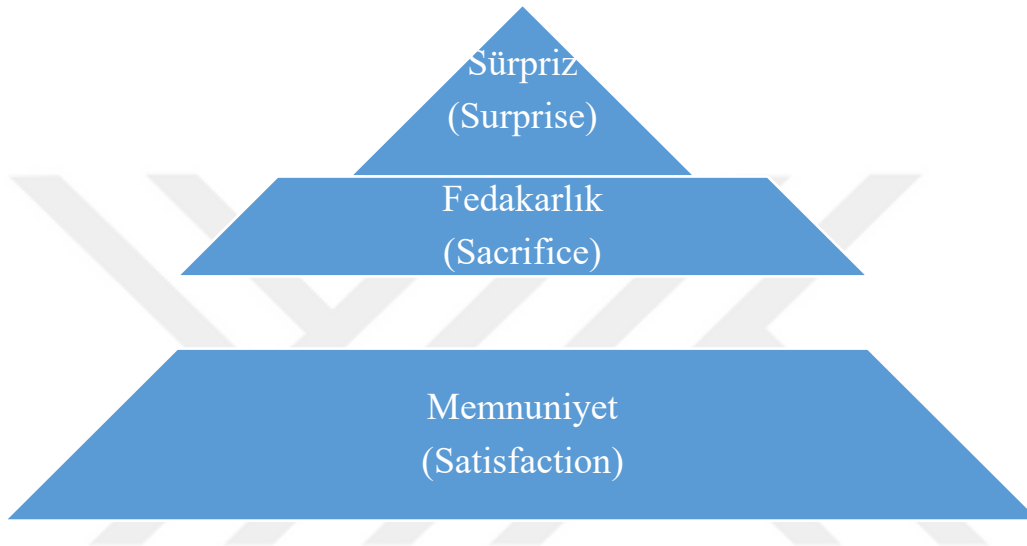 Sürpriz
(Surprise)
Fedakarlık
(Sacrifice)
Memnuniyet
(Satisfaction)